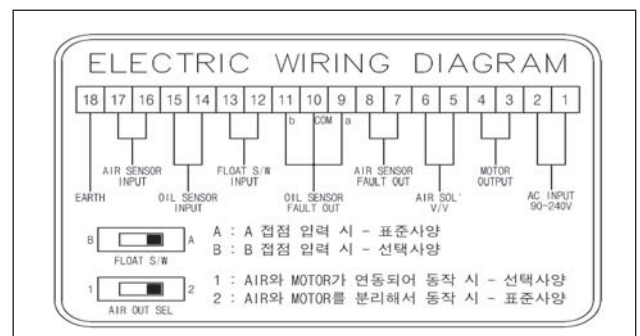 ELECTRIC WIRING DIAGRAM
18 17 16 15 14 13 12 11 10 9 8 7 6 5 4 3 2 1
b COM a
AIR SENSOR INPUT
FLOAT S/W INPUT
AIR SENSOR FAULT OUT
MOTOR OUTPUT
EARTH
OIL SENSOR INPUT
OIL SENSOR FAULT OUT
AIR SOL' V/V
AC INPUT 90-240V
B A
FLOAT S/W
A : A 접점 입력 시 - 표준사양
B : B 접점 입력 시 - 선택사양
1 2
AIR OUT SEL
1 : AIR와 MOTOR가 연동되어 동작 시 - 선택사양
2 : AIR와 MOTOR를 분리해서 동작 시 - 표준사양